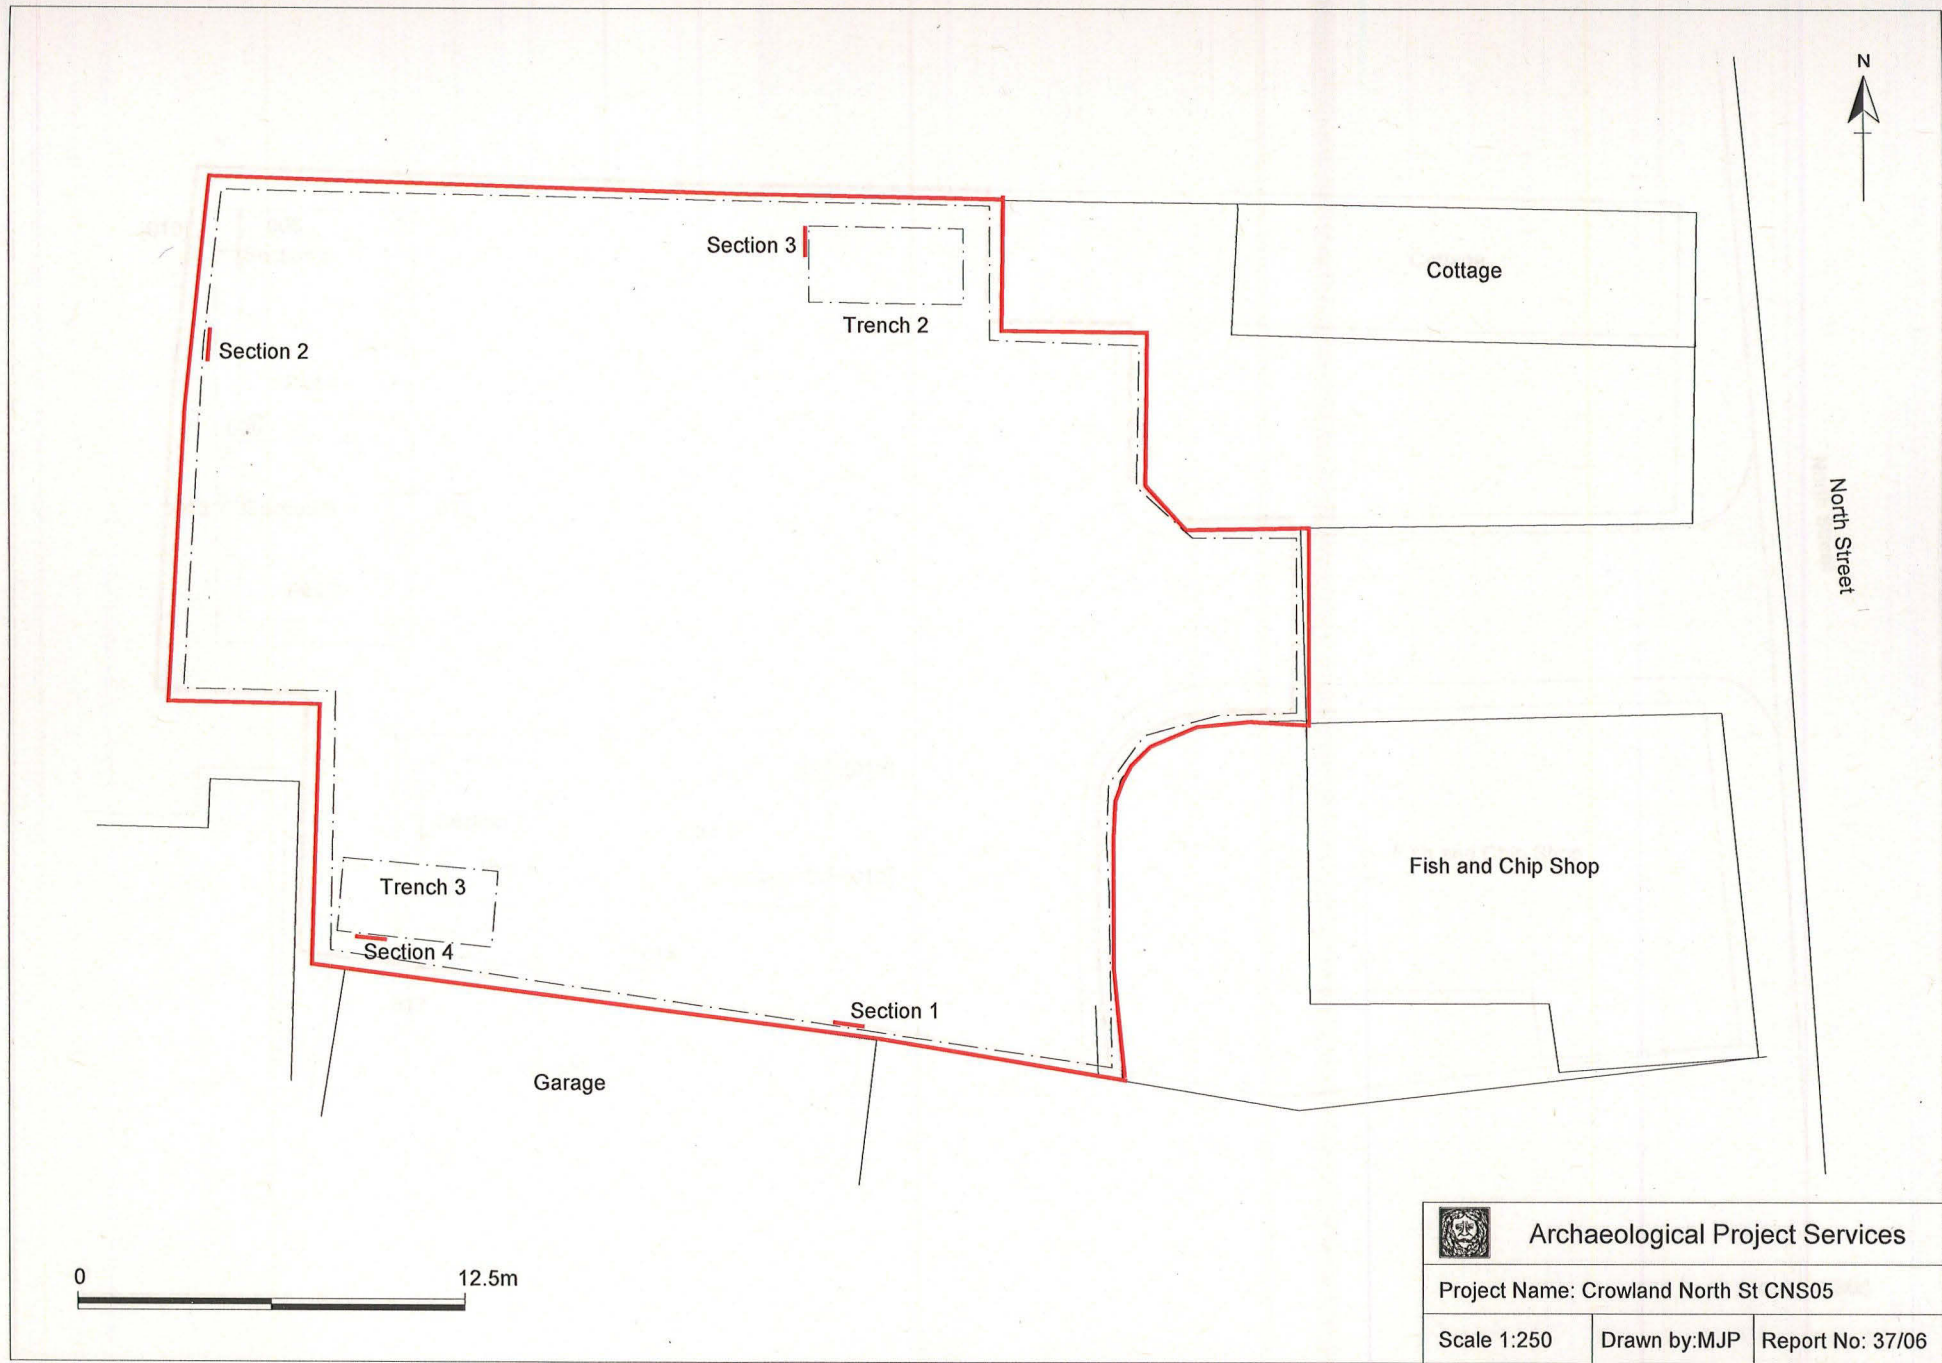 N
Section 3
Cottage
Trench 2
Section 2
North Street
Fish and Chip Shop
Trench 3
Section 4
Section 1
Garage
0 12.5m
Archaeological Project Services
Project Name: Crowland North St CNS05
Scale 1:250 Drawn by:MJP Report No: 37/06